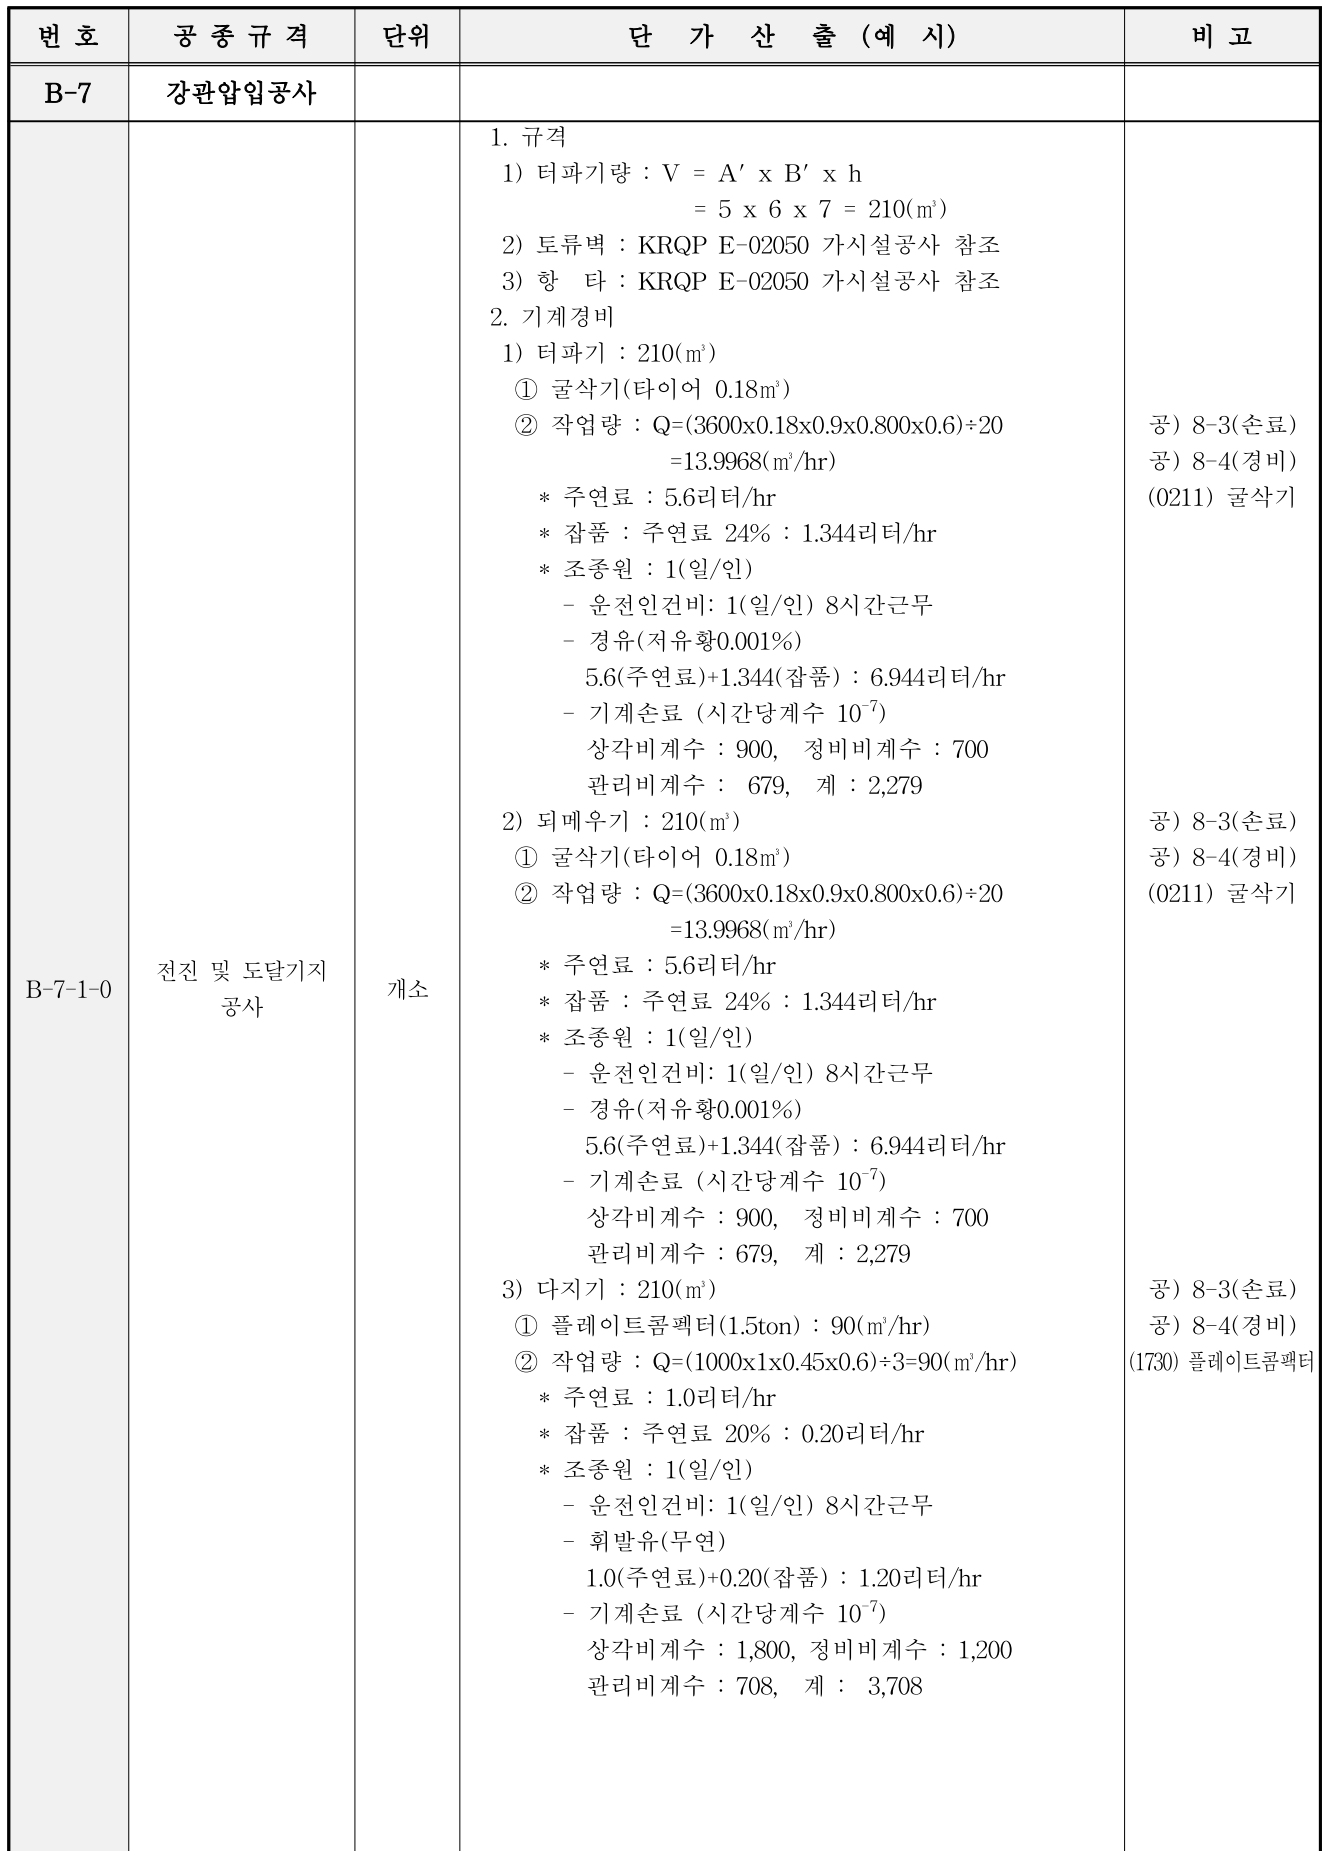 번 호 공 종 규 격 단위 단 가 산 출 (예 시) 비 고
B-7 강관압입공사
1. 규격
1) 터파기량 : V = A′ x B′ x h
= 5 x 6 x 7 = 210(㎥)
2) 토류벽 : KRQP E-02050 가시설공사 참조
3) 항 타 : KRQP E-02050 가시설공사 참조
2. 기계경비
1) 터파기 : 210(㎥)
① 굴삭기(타이어 0.18㎥)
② 작업량 : Q=(3600x0.18x0.9x0.800x0.6)÷20 공) 8-3(손료)
=13.9968(㎥/hr) 공) 8-4(경비)
* 주연료 : 5.6리터/hr (0211) 굴삭기
* 잡품 : 주연료 24% : 1.344리터/hr
* 조종원 : 1(일/인)
- 운전인건비: 1(일/인) 8시간근무
- 경유(저유황0.001%)
5.6(주연료)+1.344(잡품) : 6.944리터/hr
- 기계손료 (시간당계수 10⁻⁷)
상각비계수 : 900, 정비비계수 : 700
관리비계수 : 679, 계 : 2,279
2) 되메우기 : 210(㎥) 공) 8-3(손료)
① 굴삭기(타이어 0.18㎥) 공) 8-4(경비)
② 작업량 : Q=(3600x0.18x0.9x0.800x0.6)÷20 (0211) 굴삭기
=13.9968(㎥/hr)
* 주연료 : 5.6리터/hr
B-7-1-0 전진 및 도달기지 공사 개소
* 잡품 : 주연료 24% : 1.344리터/hr
* 조종원 : 1(일/인)
- 운전인건비: 1(일/인) 8시간근무
- 경유(저유황0.001%)
5.6(주연료)+1.344(잡품) : 6.944리터/hr
- 기계손료 (시간당계수 10⁻⁷)
상각비계수 : 900, 정비비계수 : 700
관리비계수 : 679, 계 : 2,279
3) 다지기 : 210(㎥) 공) 8-3(손료)
① 플레이트콤펙터(1.5ton) : 90(㎥/hr) 공) 8-4(경비)
② 작업량 : Q=(1000x1x0.45x0.6)÷3=90(㎥/hr) (1730) 플레이트콤팩터
* 주연료 : 1.0리터/hr
* 잡품 : 주연료 20% : 0.20리터/hr
* 조종원 : 1(일/인)
- 운전인건비: 1(일/인) 8시간근무
- 휘발유(무연)
1.0(주연료)+0.20(잡품) : 1.20리터/hr
- 기계손료 (시간당계수 10⁻⁷)
상각비계수 : 1,800, 정비비계수 : 1,200
관리비계수 : 708, 계 : 3,708